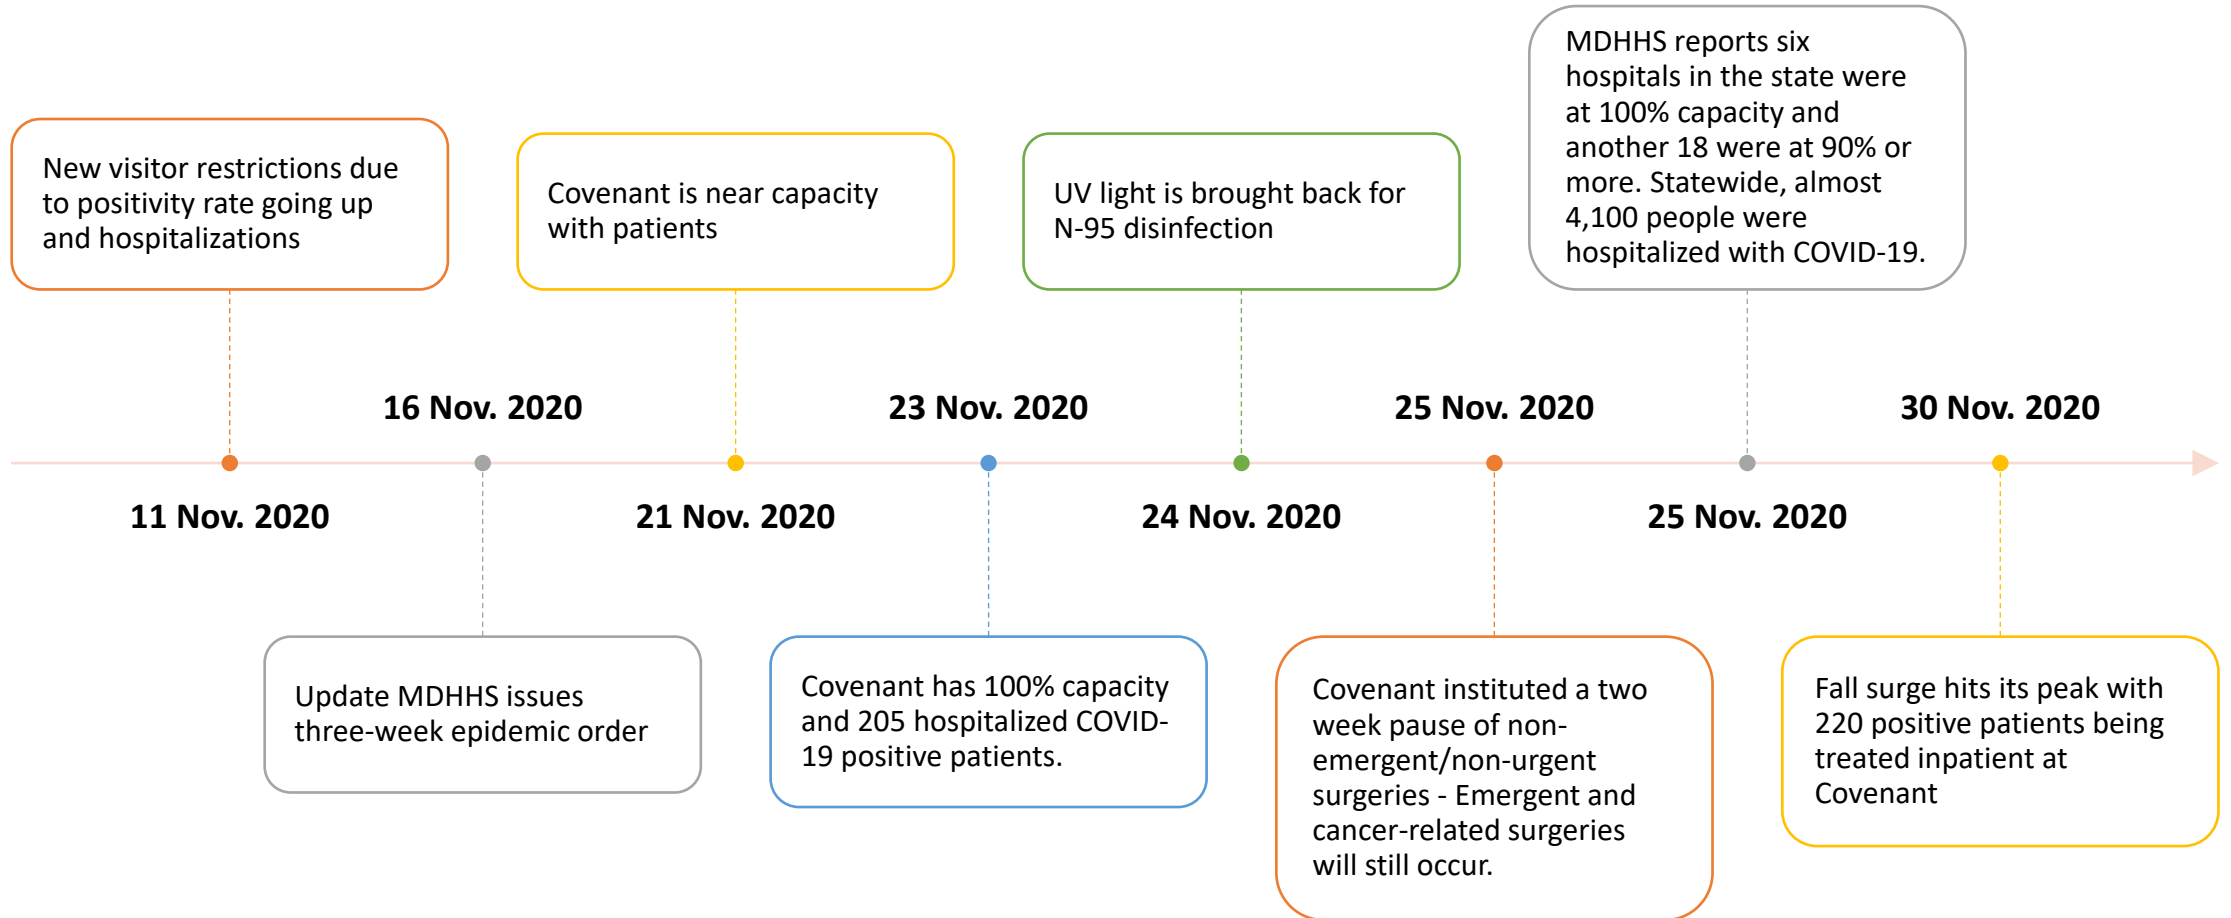 11 Nov. 2020
New visitor restrictions due
to positivity rate going up
and hospitalizations
16 Nov. 2020
Update MDHHS issues
three-week epidemic order
21 Nov. 2020
Covenant is near capacity
with patients
23 Nov. 2020
Covenant has 100% capacity
and 205 hospitalized COVID-
19 positive patients.
24 Nov. 2020
UV light is brought back for
N-95 disinfection
25 Nov. 2020
Covenant instituted a two
week pause of non-
emergent/non-urgent
surgeries - Emergent and
cancer-related surgeries
will still occur.
25 Nov. 2020
MDHHS reports six
hospitals in the state were
at 100% capacity and
another 18 were at 90% or
more. Statewide, almost
4,100 people were
hospitalized with COVID-19.
30 Nov. 2020
Fall surge hits its peak with
220 positive patients being
treated inpatient at
Covenant